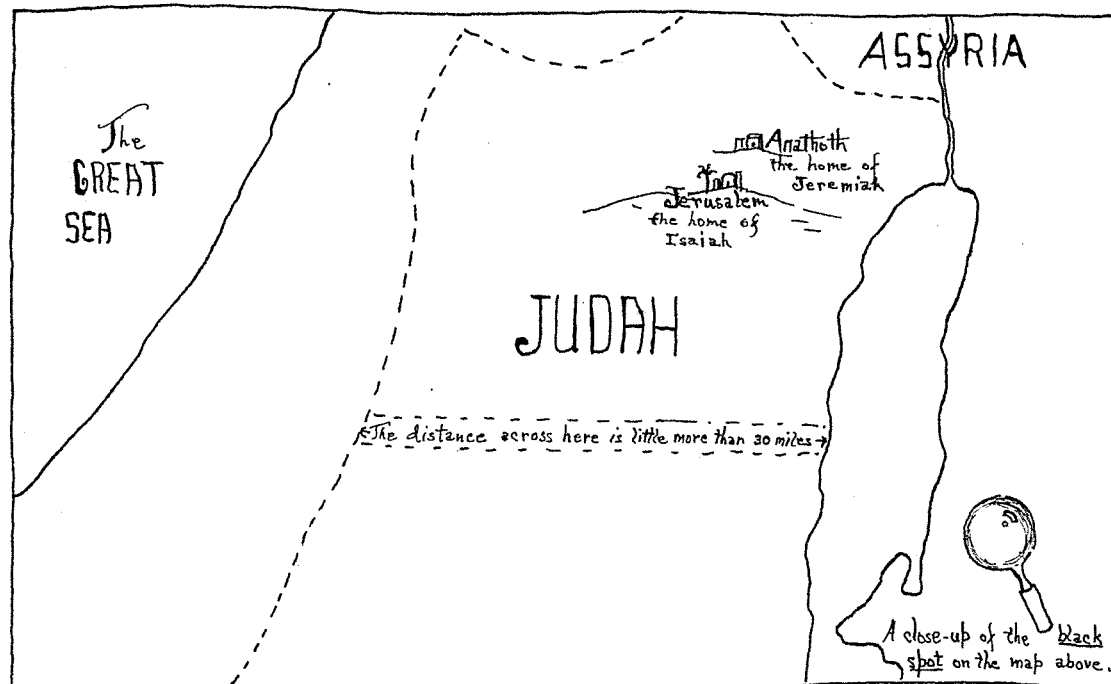 ASSYRIA
The
GREAT
SEA
Anathoth
the home of
Jeremiah
Jerusalem
the home of
Isaiah
JUDAH
The distance across here is little more than 30 miles
A close-up of the black
spot on the map above.